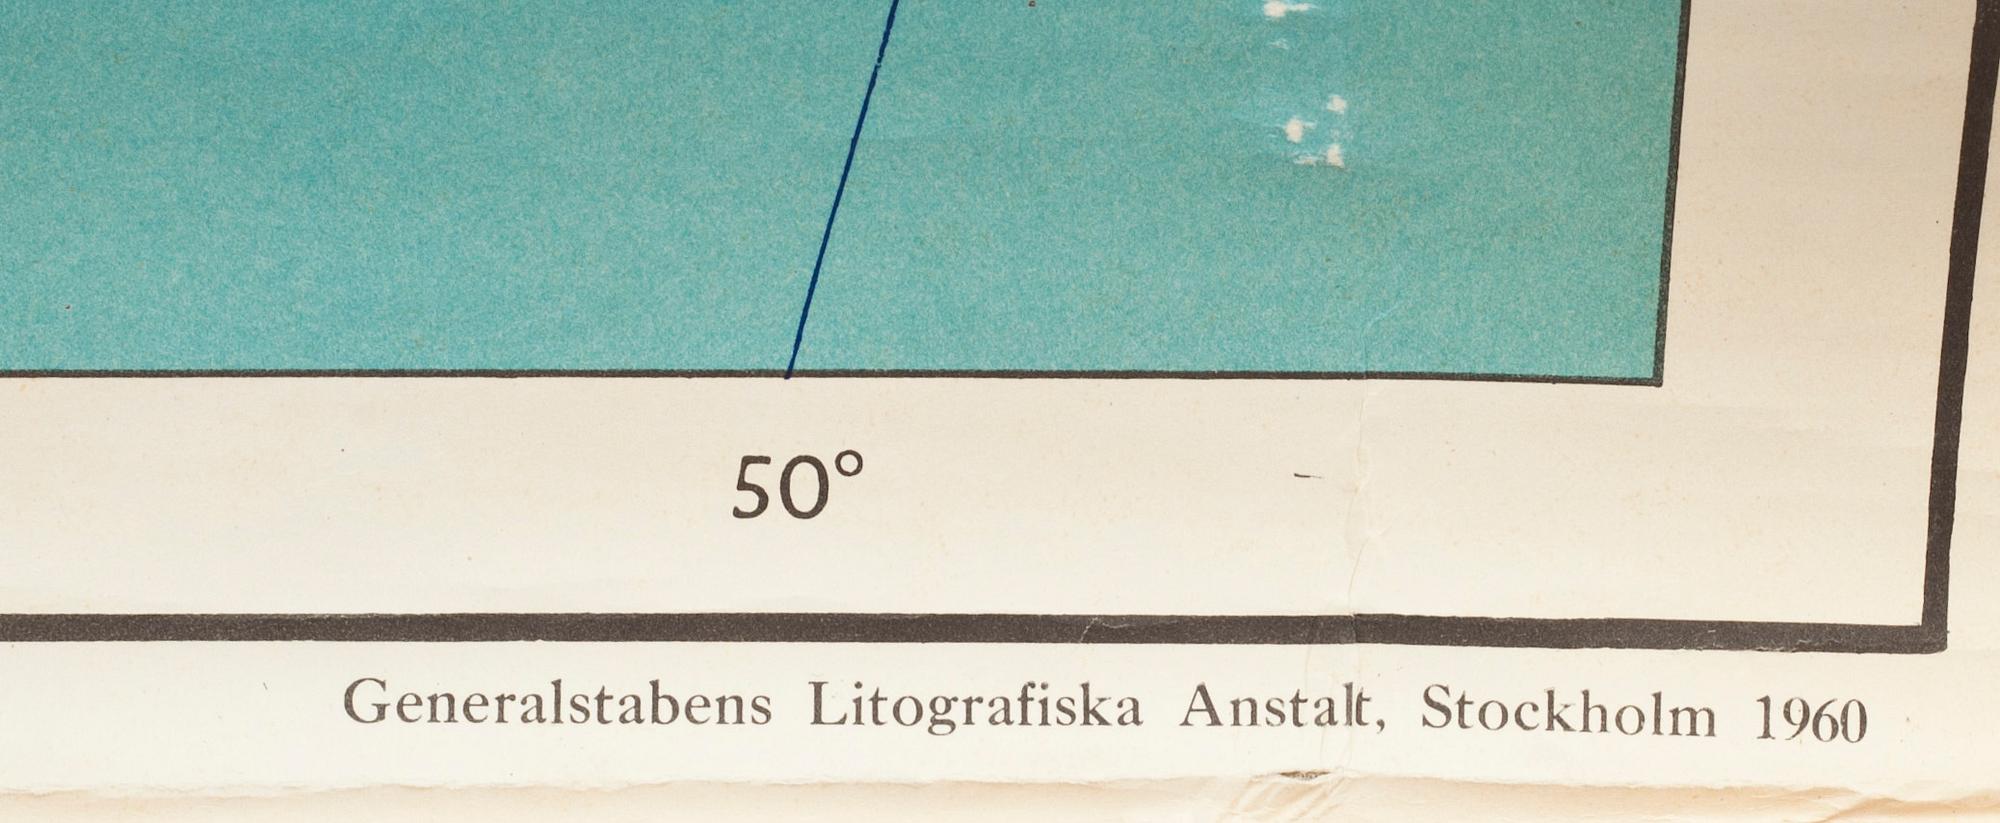 50°
Generalstabens Litografiska Anstalt, Stockholm 1960